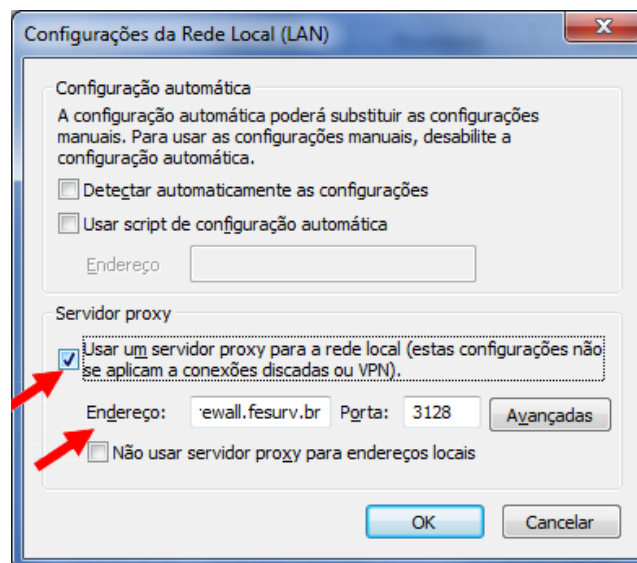 Configurações da Rede Local (LAN)
Configuração automática
A configuração automática poderá substituir as configurações
manuais. Para usar as configurações manuais, desabilite a
configuração automática.
Detectar automaticamente as configurações
Usar script de configuração automática
Endereço
Servidor proxy
Usar um servidor proxy para a rede local (estas configurações não
se aplicam a conexões discadas ou VPN).
Endereço: ewall.fesurv.br Porta: 3128 Avançadas
Não usar servidor proxy para endereços locais
OK Cancelar